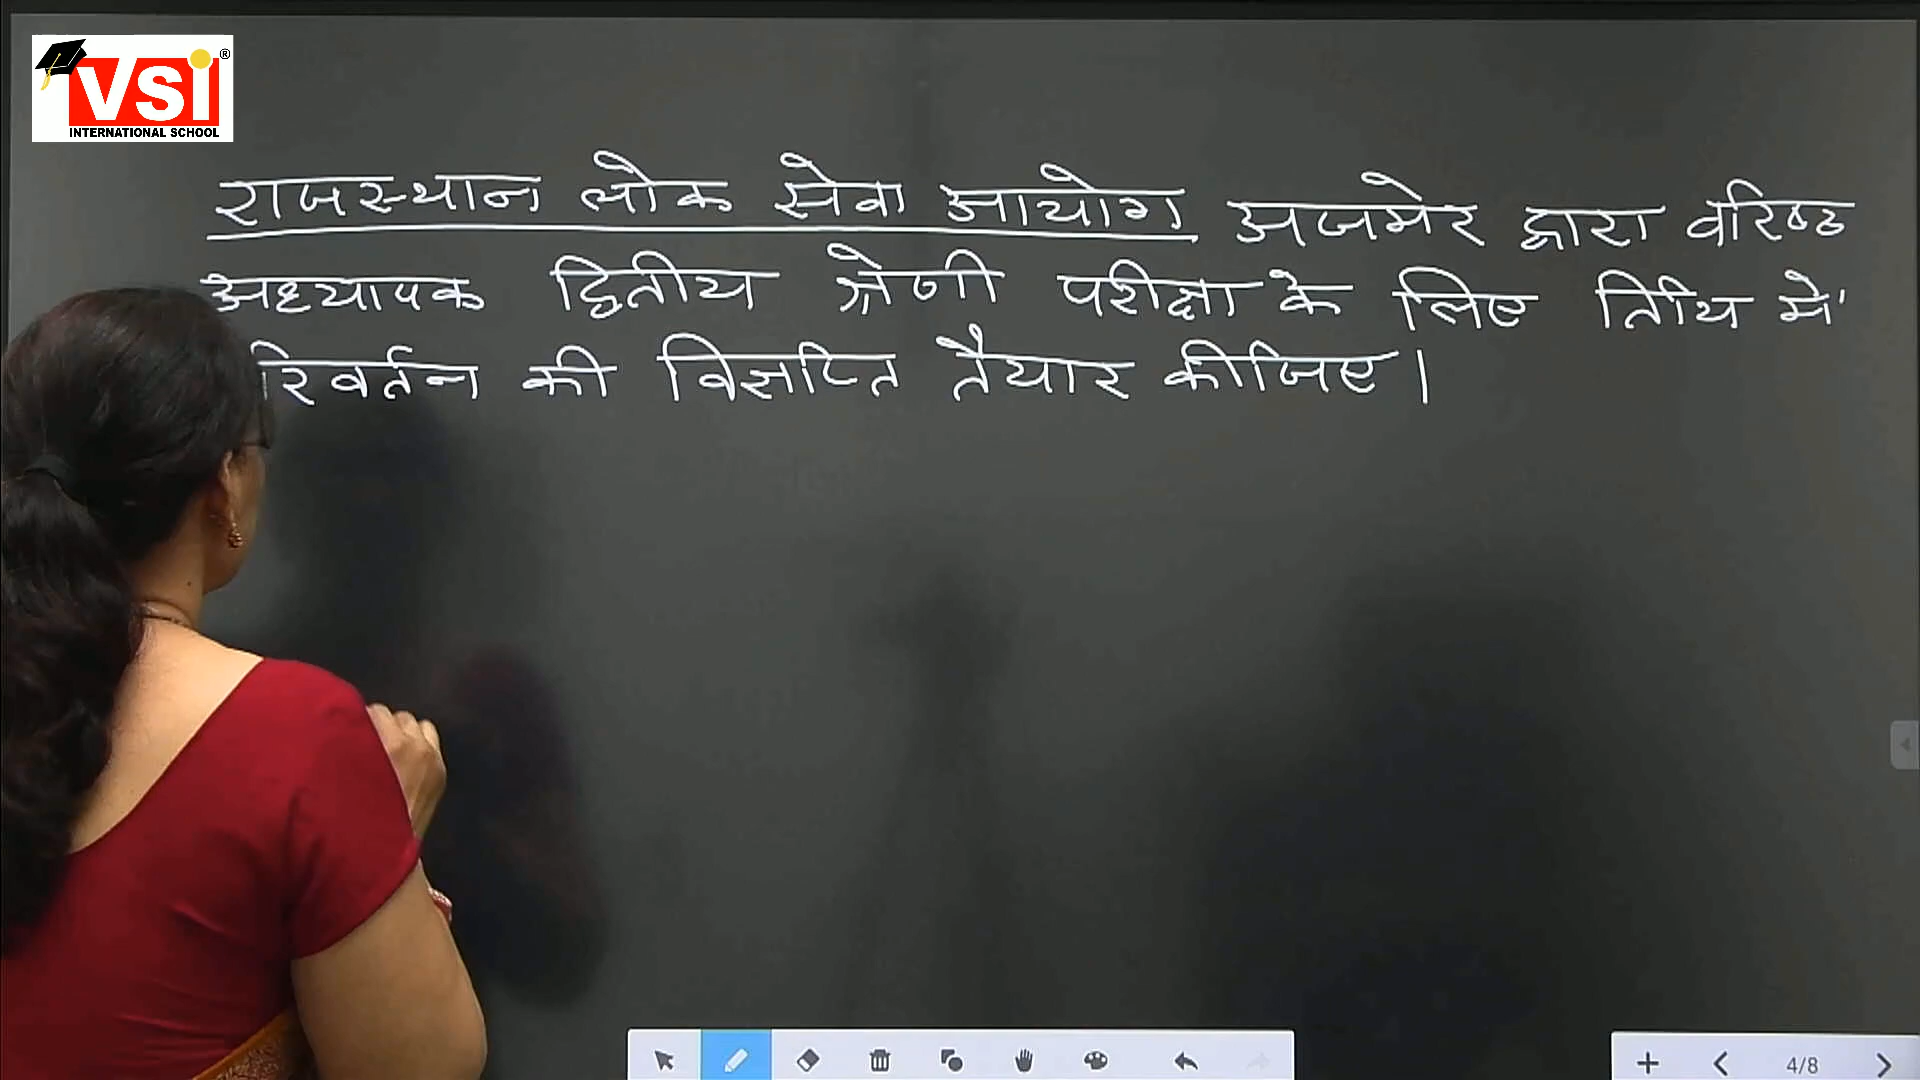 vsi ®
INTERNATIONAL SCHOOL
राजस्थान लोक सेवा आयोग अजमेर द्वारा वरिष्ठ
अध्यापक द्वितीय श्रेणी परीक्षा के लिए तिथि में
रिवर्तन की विज्ञप्ति तैयार कीजिए।
4/8